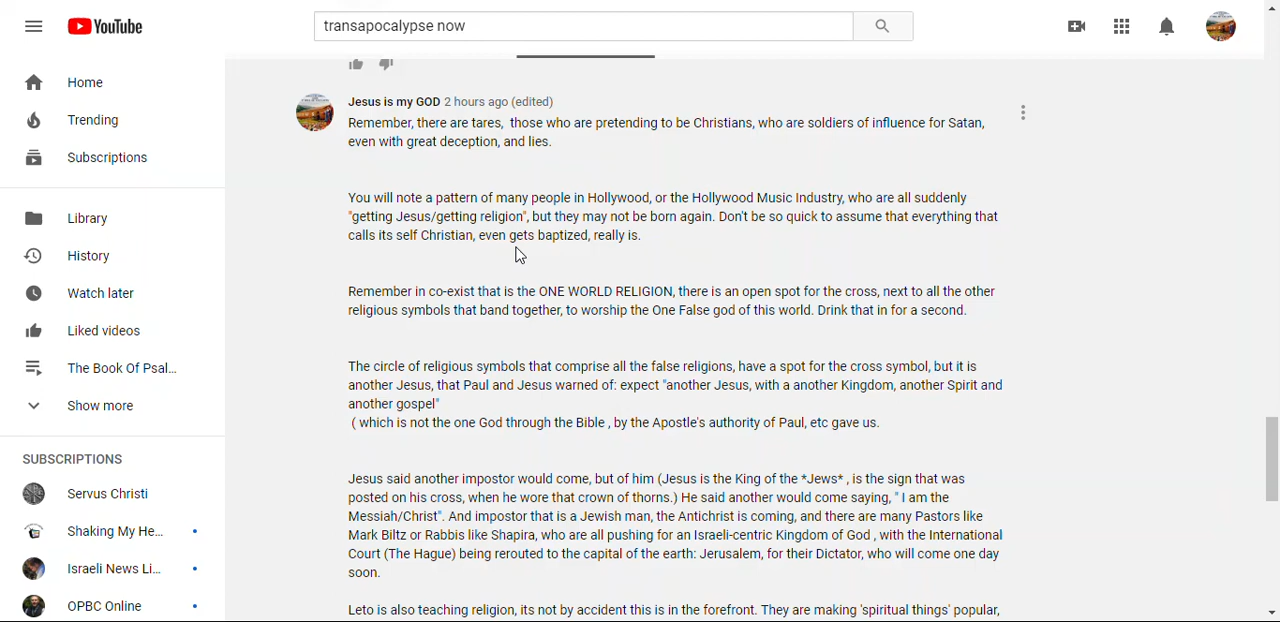 YouTube
transapocalypse now
Home
Trending
Subscriptions
Library
History
Watch later
Liked videos
The Book Of Psal...
Show more
SUBSCRIPTIONS
Servus Christi
Shaking My He...
Israeli News Li...
OPBC Online
Jesus is my GOD 2 hours ago (edited)
Remember, there are tares,  those who are pretending to be Christians, who are soldiers of influence for Satan,
even with great deception, and lies.
You will note a pattern of many people in Hollywood, or the Hollywood Music Industry, who are all suddenly
"getting Jesus/getting religion", but they may not be born again. Don't be so quick to assume that everything that
calls its self Christian, even gets baptized, really is.
Remember in co-exist that is the ONE WORLD RELIGION, there is an open spot for the cross, next to all the other
religious symbols that band together, to worship the One False god of this world. Drink that in for a second.
The circle of religious symbols that comprise all the false religions, have a spot for the cross symbol, but it is
another Jesus, that Paul and Jesus warned of: expect "another Jesus, with a another Kingdom, another Spirit and
another gospel"
( which is not the one God through the Bible , by the Apostle's authority of Paul, etc gave us.
Jesus said another impostor would come, but of him (Jesus is the King of the *Jews* , is the sign that was
posted on his cross, when he wore that crown of thorns.) He said another would come saying, " I am the
Messiah/Christ". And impostor that is a Jewish man, the Antichrist is coming, and there are many Pastors like
Mark Biltz or Rabbis like Shapira, who are all pushing for an Israeli-centric Kingdom of God , with the International
Court (The Hague) being rerouted to the capital of the earth: Jerusalem, for their Dictator, who will come one day
soon.
Leto is also teaching religion, its not by accident this is in the forefront. They are making 'spiritual things' popular,